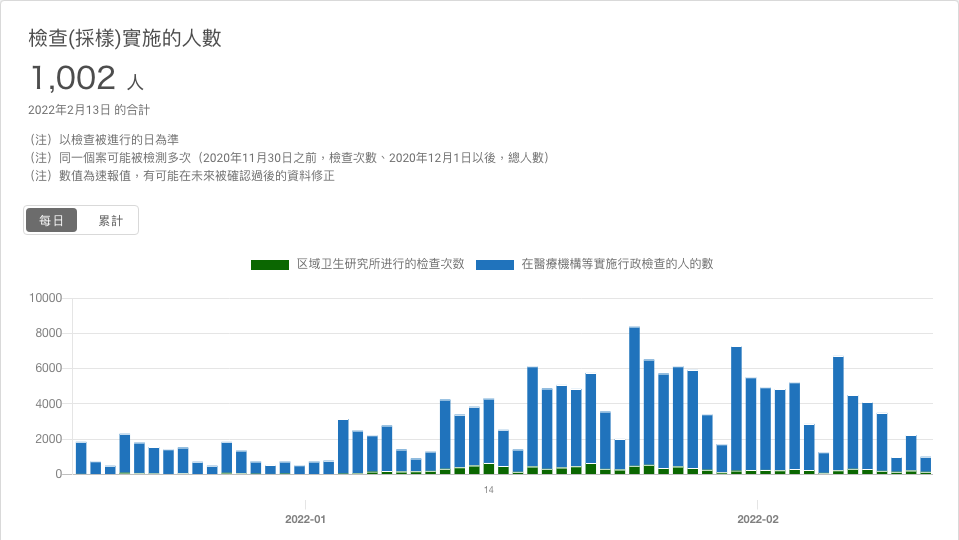 檢查(採樣)實施的人數
1,002 人
2022年2月13日 的合計
（注）以檢查被進行的日為準
（注）同一個案可能被檢測多次（2020年11月30日之前，檢查次數、2020年12月1日以後，總人數）
（注）數值為速報值，有可能在未來被確認過後的資料修正
每日 累計
区域卫生研究所进行的检查次数 在醫療機構等實施行政檢查的人的數
10000
8000
6000
4000
2000
0
14
2022-01 2022-02